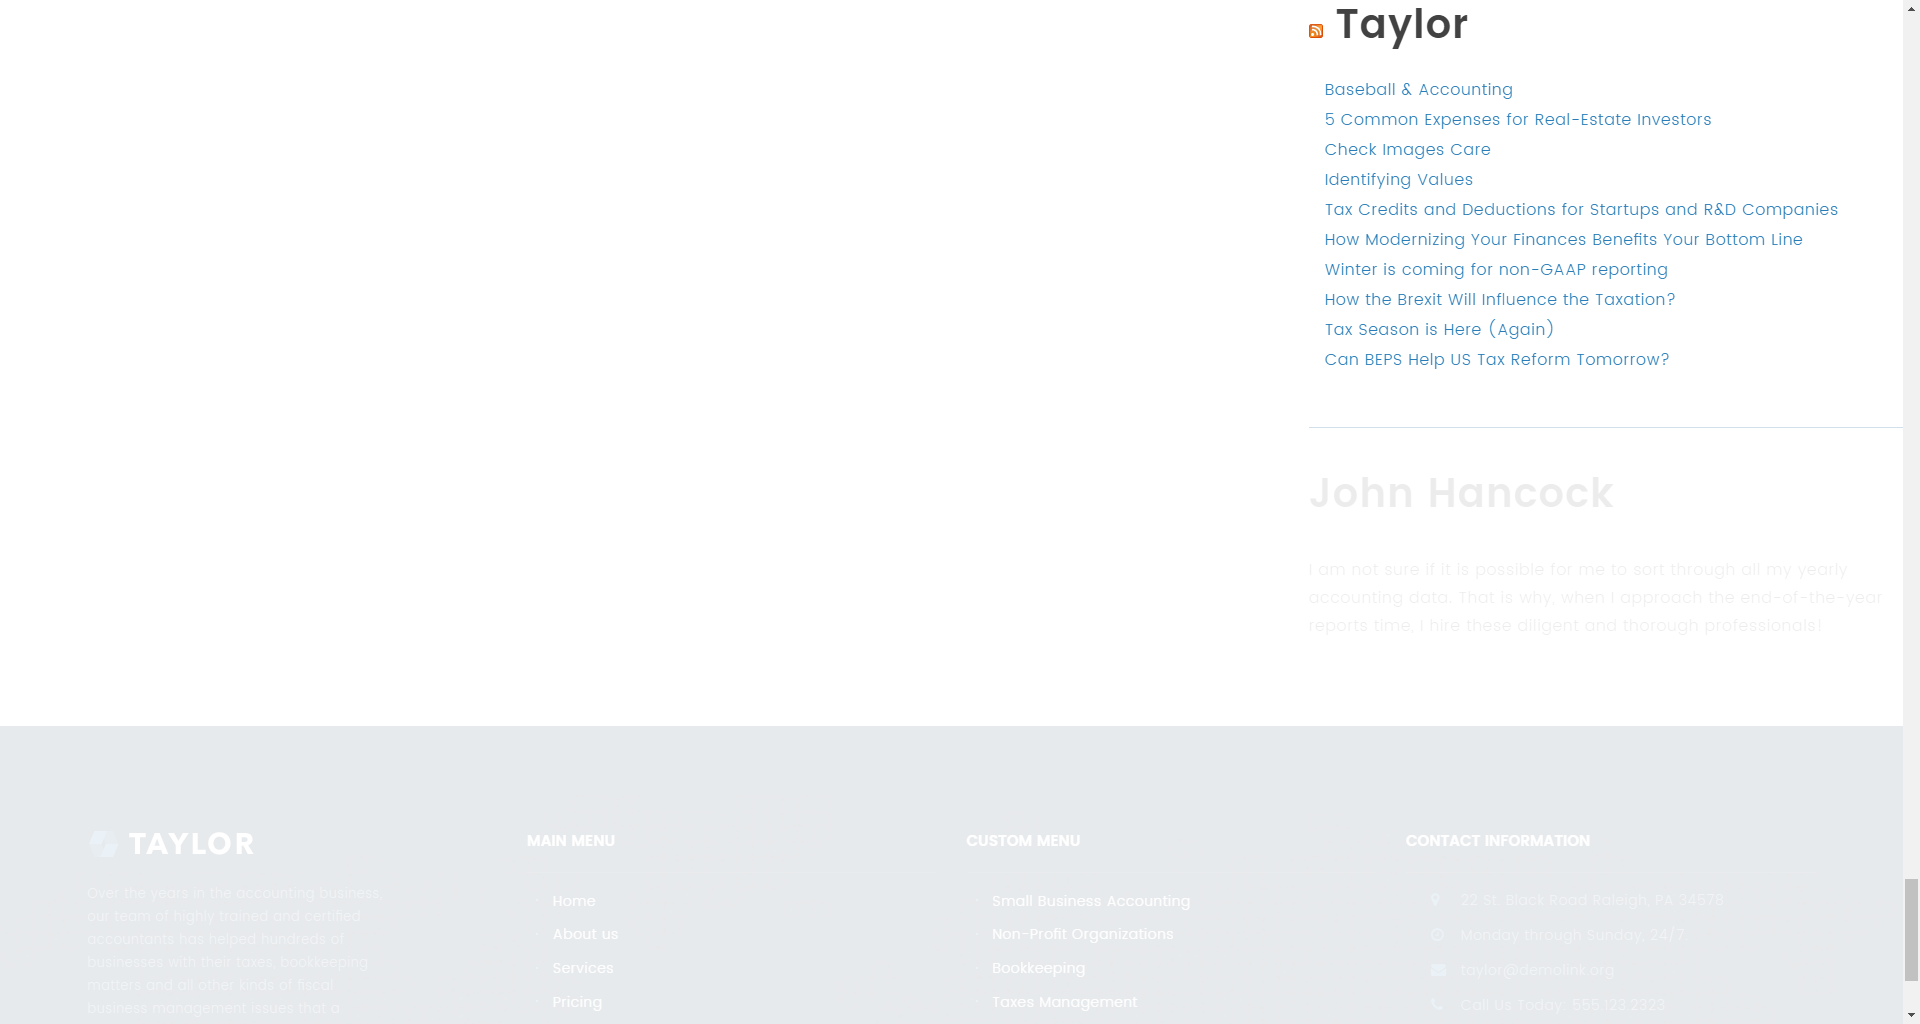 Taylor
Baseball & Accounting
5 Common Expenses for Real-Estate Investors
Check Images Care
Identifying Values
Tax Credits and Deductions for Startups and R&D Companies
How Modernizing Your Finances Benefits Your Bottom Line
Winter is coming for non-GAAP reporting
How the Brexit Will Influence the Taxation?
Tax Season is Here (Again)
Can BEPS Help US Tax Reform Tomorrow?
John Hancock
I am not sure if it is possible for me to sort through all my yearly
accounting data. That is why, when I approach the end-of-the-year
reports time, I hire these diligent and thorough professionals!
TAYLOR
Over the years in the accounting business,
our team of highly trained and certified
accountants has helped hundreds of
businesses with their taxes, bookkeeping
matters and all other kinds of fiscal
business management issues that a
MAIN MENU
Home
About us
Services
Pricing
CUSTOM MENU
Small Business Accounting
Non-Profit Organizations
Bookkeeping
Taxes Management
CONTACT INFORMATION
22 St. Black Road Raleigh, PA 34578
Monday through Sunday, 24/7.
taylor@demolink.org
Call Us Today: 555 123 2323